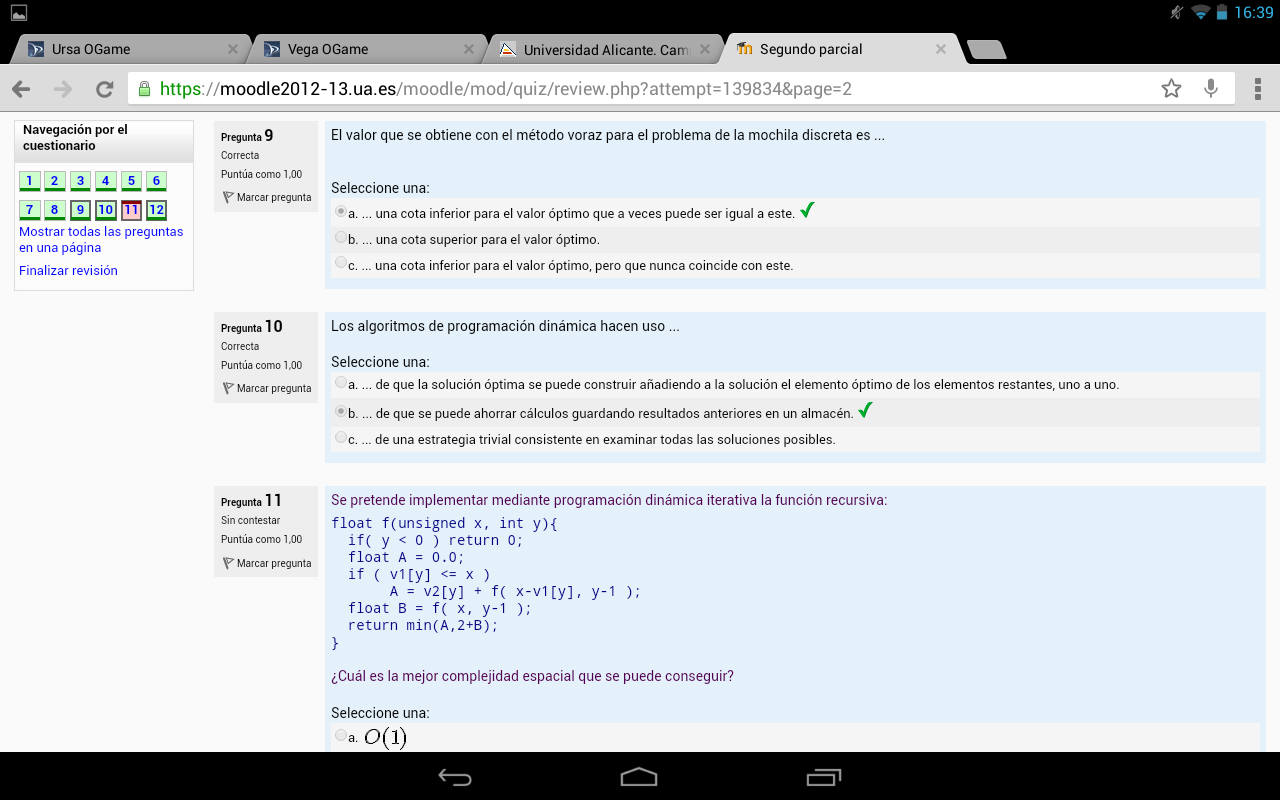 16:39
Ursa OGame
Vega OGame
Universidad Alicante. Cam
Segundo parcial
https://moodle2012-13.ua.es/moodle/mod/quiz/review.php?attempt=139834&page=2
Navegación por el
cuestionario
1 2 3 4 5 6
7 8 9 10 11 12
Mostrar todas las preguntas
en una página
Finalizar revisión
Pregunta 9
Correcta
Puntúa como 1,00
Marcar pregunta
El valor que se obtiene con el método voraz para el problema de la mochila discreta es ...
Seleccione una:
a. ... una cota inferior para el valor óptimo que a veces puede ser igual a este.
b. ... una cota superior para el valor óptimo.
c. ... una cota inferior para el valor óptimo, pero que nunca coincide con este.
Pregunta 10
Correcta
Puntúa como 1,00
Marcar pregunta
Los algoritmos de programación dinámica hacen uso ...
Seleccione una:
a. ... de que la solución óptima se puede construir añadiendo a la solución el elemento óptimo de los elementos restantes, uno a uno.
b. ... de que se puede ahorrar cálculos guardando resultados anteriores en un almacén.
c. ... de una estrategia trivial consistente en examinar todas las soluciones posibles.
Pregunta 11
Sin contestar
Puntúa como 1,00
Marcar pregunta
Se pretende implementar mediante programación dinámica iterativa la función recursiva:
float f(unsigned x, int y){
if( y < 0 ) return 0;
float A = 0.0;
if ( v1[y] <= x )
A = v2[y] + f( x-v1[y], y-1 );
float B = f( x, y-1 );
return min(A,2+B);
}
¿Cuál es la mejor complejidad espacial que se puede conseguir?
Seleccione una:
a. O(1)